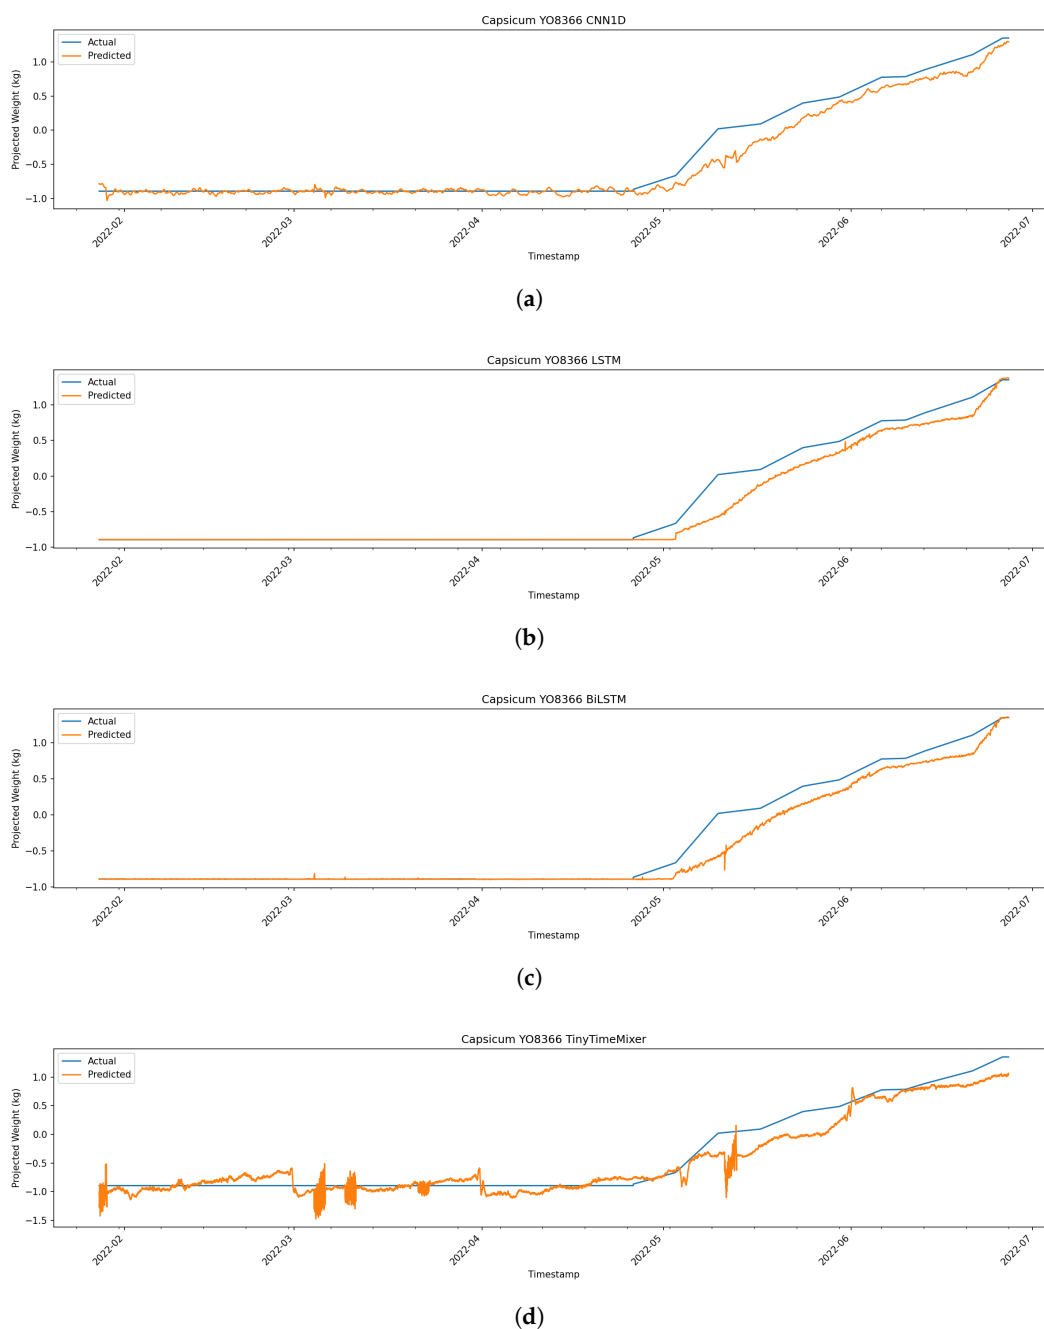 Capsicum YO8366 CNN1D
Actual
Predicted
Projected Weight (kg)
1.0
0.5
0.0
−0.5
−1.0
2022-02
2022-03
2022-04
2022-05
2022-06
2022-07
Timestamp
(a)
Capsicum YO8366 LSTM
Actual
Predicted
Projected Weight (kg)
1.0
0.5
0.0
−0.5
−1.0
2022-02
2022-03
2022-04
2022-05
2022-06
2022-07
Timestamp
(b)
Capsicum YO8366 BiLSTM
Actual
Predicted
Projected Weight (kg)
1.0
0.5
0.0
−0.5
−1.0
2022-02
2022-03
2022-04
2022-05
2022-06
2022-07
Timestamp
(c)
Capsicum YO8366 TinyTimeMixer
Actual
Predicted
Projected Weight (kg)
1.0
0.5
0.0
−0.5
−1.0
−1.5
2022-02
2022-03
2022-04
2022-05
2022-06
2022-07
Timestamp
(d)